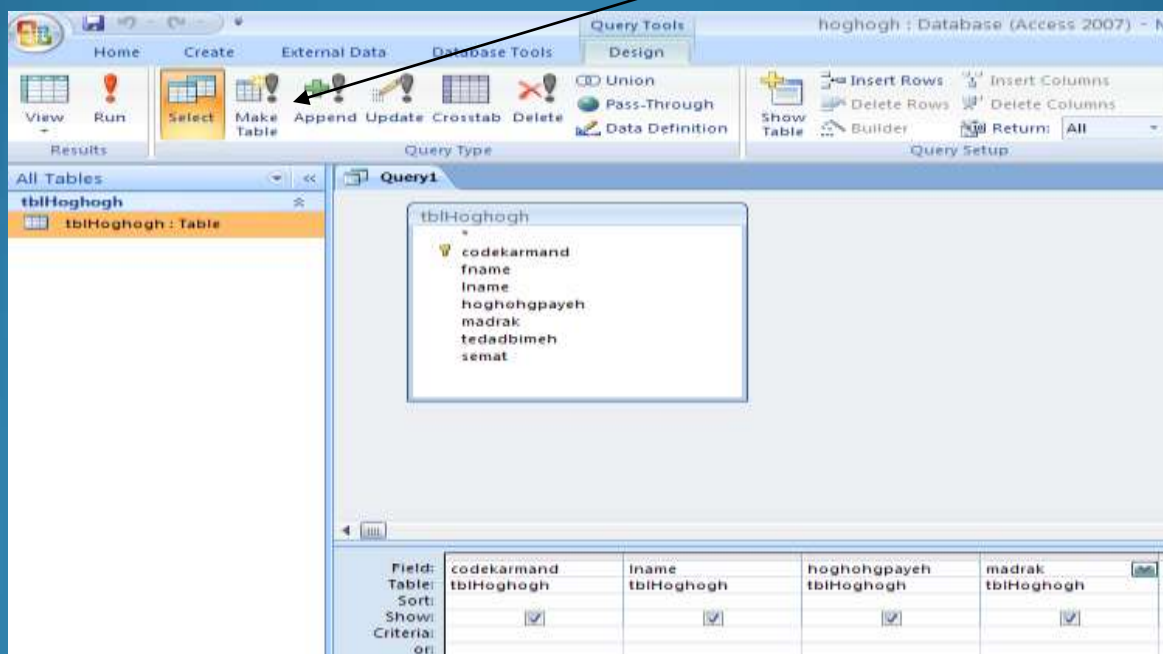 Query Tools hoghogh : Database (Access 2007) -
Home Create External Data Database Tools Design
View Run Select Make Table Append Update Crosstab Delete
Union
Pass-Through
Data Definition
Show Table
Insert Rows
Delete Rows
Builder
Insert Columns
Delete Columns
Return: All
Results Query Type Query Setup
All Tables
tblHoghogh
tblHoghogh : Table
Query1
tblHoghogh
*
codekarmand
fname
lname
hoghohgpayeh
madrak
tedadbimeh
semat
Field: codekarmand lname hoghohgpayeh madrak
Table: tblHoghogh tblHoghogh tblHoghogh tblHoghogh
Sort:
Show:
Criteria:
or: